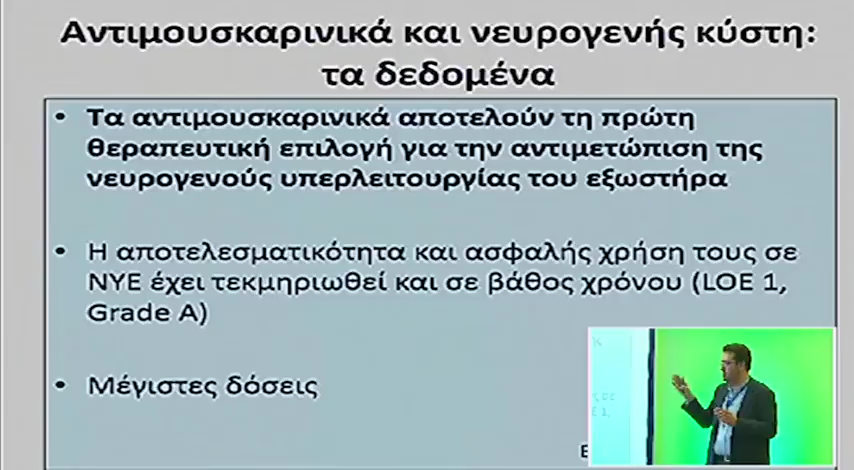 Αντιμουσκαρινικά και νευρογενής κύστη:
τα δεδομένα
• Τα αντιμουσκαρινικά αποτελούν τη πρώτη
θεραπευτική επιλογή για την αντιμετώπιση της
νευρογενούς υπερλειτουργίας του εξωστήρα
• Η αποτελεσματικότητα και ασφαλής χρήση τους σε
ΝΥΕ έχει τεκμηριωθεί και σε βάθος χρόνου (LOE 1,
Grade A)
• Μέγιστες δόσεις